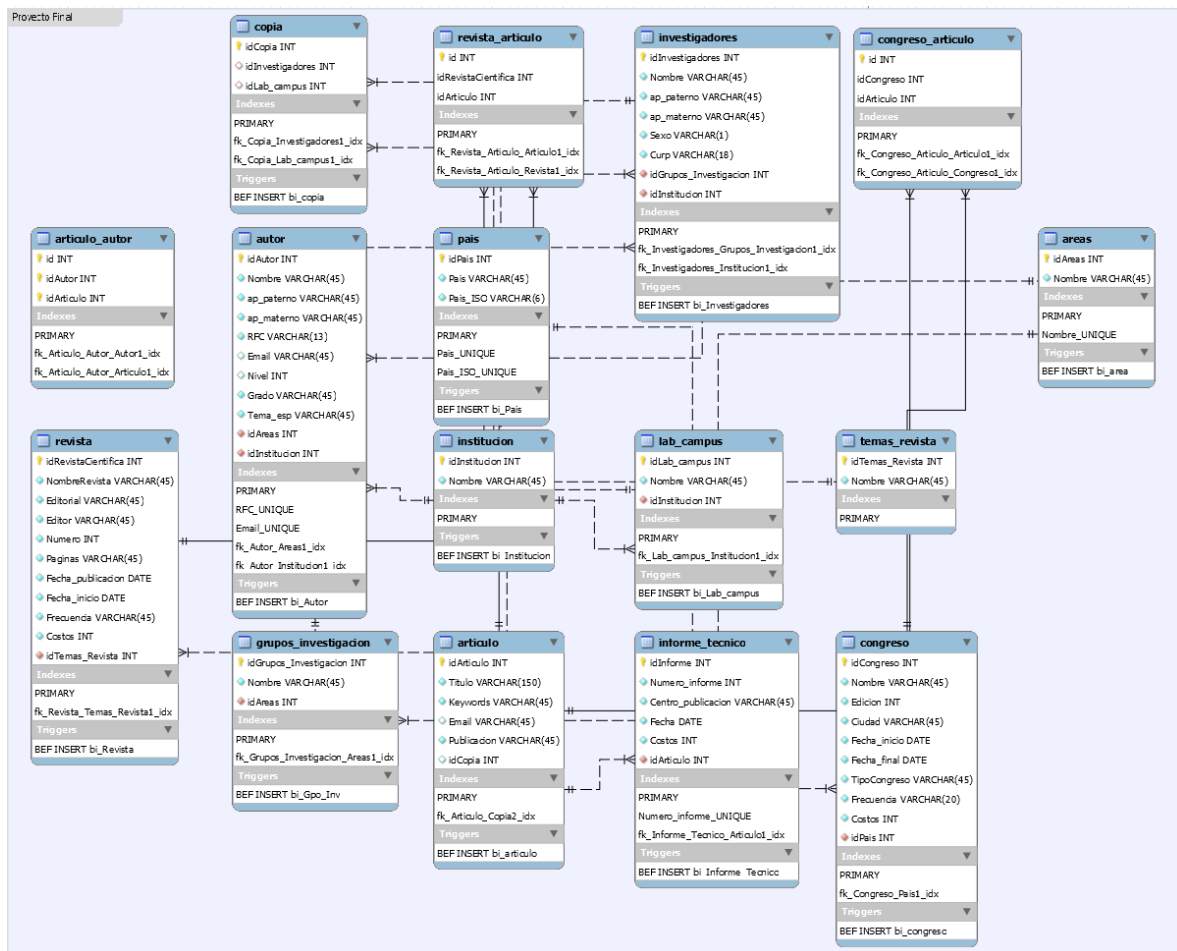 Proyecto Final
copia
idCopia INT
idInvestigadores INT
idLab_campus INT
Indexes
PRIMARY
fk_Copia_Investigadores1_idx
fk_Copia_Lab_campus1_idx
Triggers
BEF INSERT bi_copia
revista_articulo
id INT
idRevistaCientifica INT
idArticulo INT
Indexes
PRIMARY
fk_Revista_Articulo_Articulo1_idx
fk_Revista_Articulo_Revista1_idx
investigadores
idInvestigadores INT
Nombre VARCHAR(45)
ap_paterno VARCHAR(45)
ap_materno VARCHAR(45)
Sexo VARCHAR(1)
Curp VARCHAR(18)
idGrupos_Investigacion INT
idInstitucion INT
Indexes
PRIMARY
fk_Investigadores_Grupos_Investigacion1_idx
fk_Investigadores_Institucion1_idx
Triggers
BEF INSERT bi_Investigadores
congreso_articulo
id INT
idCongreso INT
idArticulo INT
Indexes
PRIMARY
fk_Congreso_Articulo_Articulo1_idx
fk_Congreso_Articulo_Congreso1_idx
articulo_autor
id INT
idAutor INT
idArticulo INT
Indexes
PRIMARY
fk_Articulo_Autor_Autor1_idx
fk_Articulo_Autor_Articulo1_idx
autor
idAutor INT
Nombre VARCHAR(45)
ap_paterno VARCHAR(45)
ap_materno VARCHAR(45)
RFC VARCHAR(13)
Email VARCHAR(45)
Nivel INT
Grado VARCHAR(45)
Tema_esp VARCHAR(45)
idAreas INT
idInstitucion INT
Indexes
PRIMARY
RFC_UNIQUE
Email_UNIQUE
fk_Autor_Areas1_idx
fk_Autor_Institucion1_idx
Triggers
BEF INSERT bi_Autor
pais
idPais INT
Pais VARCHAR(45)
Pais_ISO VARCHAR(6)
Indexes
PRIMARY
Pais_UNIQUE
Pais_ISO_UNIQUE
Triggers
BEF INSERT bi_Pais
areas
idAreas INT
Nombre VARCHAR(45)
Indexes
PRIMARY
Nombre_UNIQUE
Triggers
BEF INSERT bi_area
revista
idRevistaCientifica INT
NombreRevista VARCHAR(45)
Editorial VARCHAR(45)
Editor VARCHAR(45)
Numero INT
Paginas VARCHAR(45)
Fecha_publicacion DATE
Fecha_inicio DATE
Frecuencia VARCHAR(45)
Costos INT
idTemas_Revista INT
Indexes
PRIMARY
fk_Revista_Temas_Revista1_idx
Triggers
BEF INSERT bi_Revista
institucion
idInstitucion INT
Nombre VARCHAR(45)
Indexes
PRIMARY
Triggers
BEF INSERT bi_Institucion
lab_campus
idLab_campus INT
Nombre VARCHAR(45)
idInstitucion INT
Indexes
PRIMARY
fk_Lab_campus_Institucion1_idx
Triggers
BEF INSERT bi_Lab_campus
temas_revista
idTemas_Revista INT
Nombre VARCHAR(45)
Indexes
PRIMARY
grupos_investigacion
idGrupos_Investigacion INT
Nombre VARCHAR(45)
idAreas INT
Indexes
PRIMARY
fk_Grupos_Investigacion_Areas1_idx
Triggers
BEF INSERT bi_Gpo_Inv
articulo
idArticulo INT
Titulo VARCHAR(150)
Keywords VARCHAR(45)
Email VARCHAR(45)
Publicacion VARCHAR(45)
idCopia INT
Indexes
PRIMARY
fk_Articulo_Copia2_idx
Triggers
BEF INSERT bi_articulo
informe_tecnico
idInforme INT
Numero_informe INT
Centro_publicacion VARCHAR(45)
Fecha DATE
Costos INT
idArticulo INT
Indexes
PRIMARY
Numero_informe_UNIQUE
fk_Informe_Tecnico_Articulo1_idx
Triggers
BEF INSERT bi_Informe_Tecnico
congreso
idCongreso INT
Nombre VARCHAR(45)
Edicion INT
Ciudad VARCHAR(45)
Fecha_inicio DATE
Fecha_final DATE
TipoCongreso VARCHAR(45)
Frecuencia VARCHAR(20)
Costos INT
idPais INT
Indexes
PRIMARY
fk_Congreso_Pais1_idx
Triggers
BEF INSERT bi_congreso